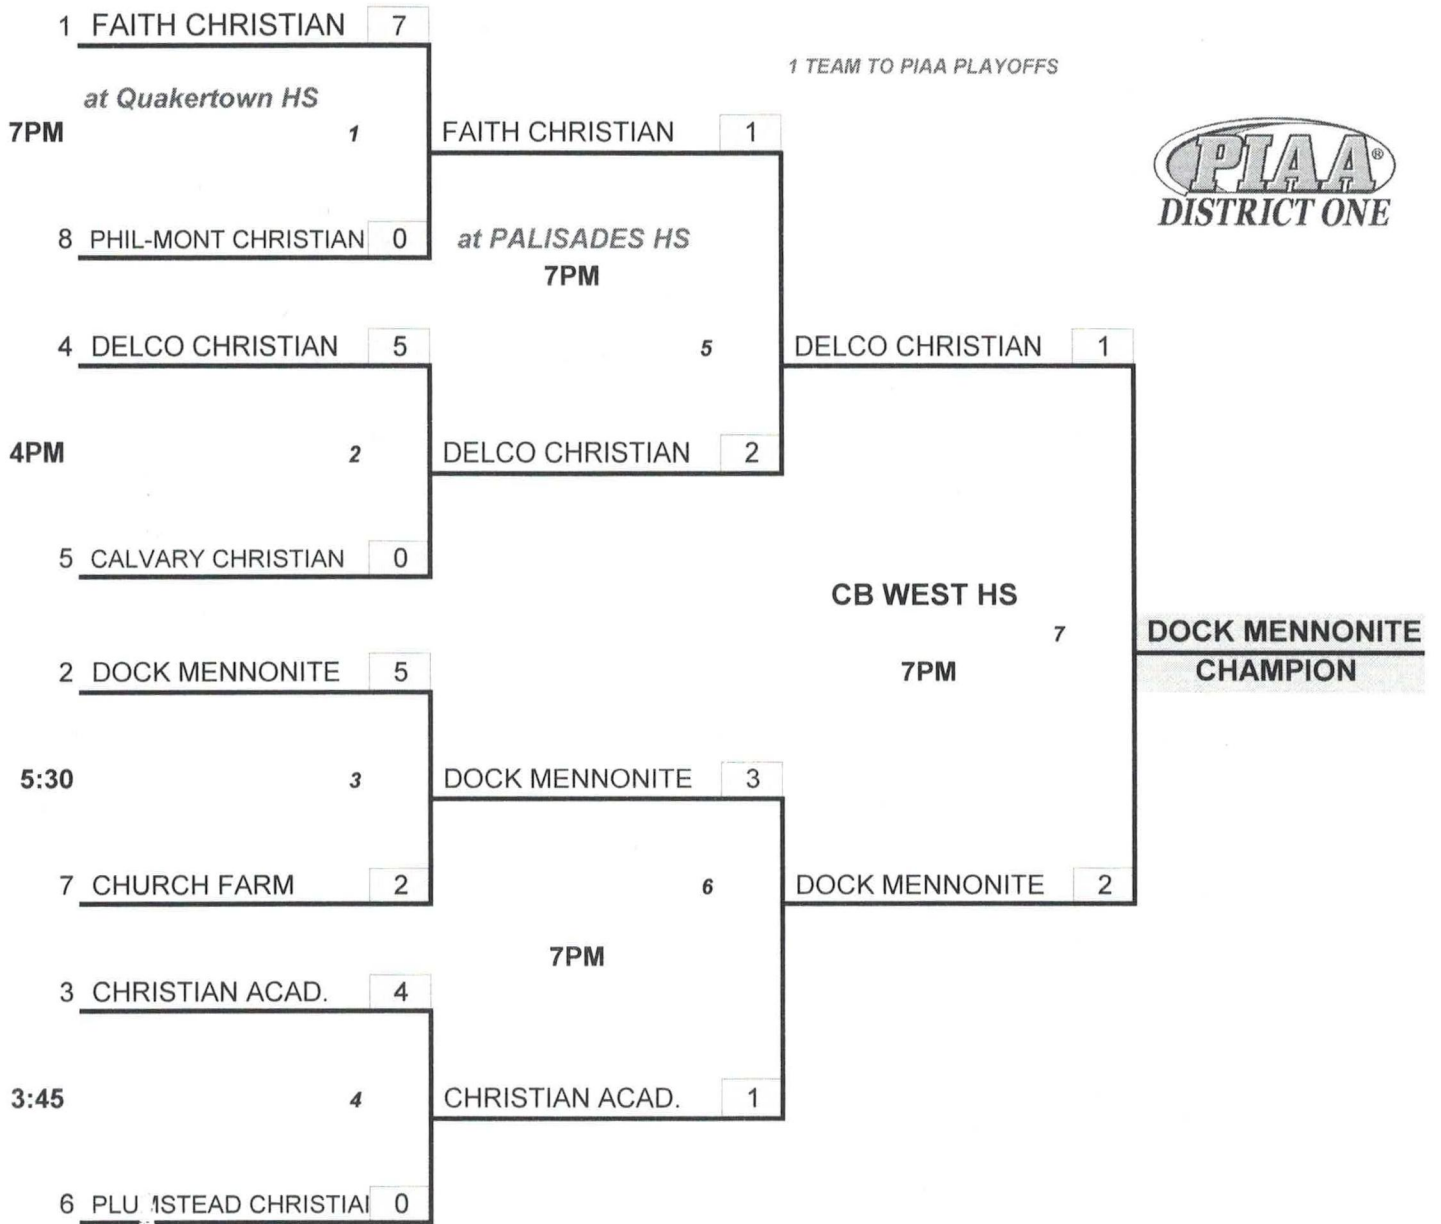 1 FAITH CHRISTIAN 7
1 TEAM TO PIAA PLAYOFFS
at Quakertown HS
7PM 1 FAITH CHRISTIAN 1
PIAA®
DISTRICT ONE
8 PHIL-MONT CHRISTIAN 0 at PALISADES HS
7PM
4 DELCO CHRISTIAN 5 5 DELCO CHRISTIAN 1
4PM 2 DELCO CHRISTIAN 2
5 CALVARY CHRISTIAN 0
CB WEST HS
7 DOCK MENNONITE
2 DOCK MENNONITE 5 7PM CHAMPION
5:30 3 DOCK MENNONITE 3
7 CHURCH FARM 2 6 DOCK MENNONITE 2
7PM
3 CHRISTIAN ACAD. 4
3:45 4 CHRISTIAN ACAD. 1
6 CHRISTIAI 0